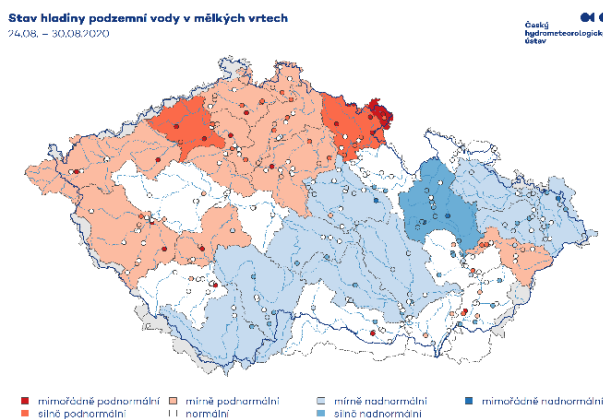 Stav hladiny podzemní vody v mělkých vrtech
24.08. – 30.08.2020
Český
hydrometeorologický
ústav
mimořádně podnormální
mírně podnormální
mírně nadnormální
mimořádně nadnormální
silně podnormální
normální
silně nadnormální